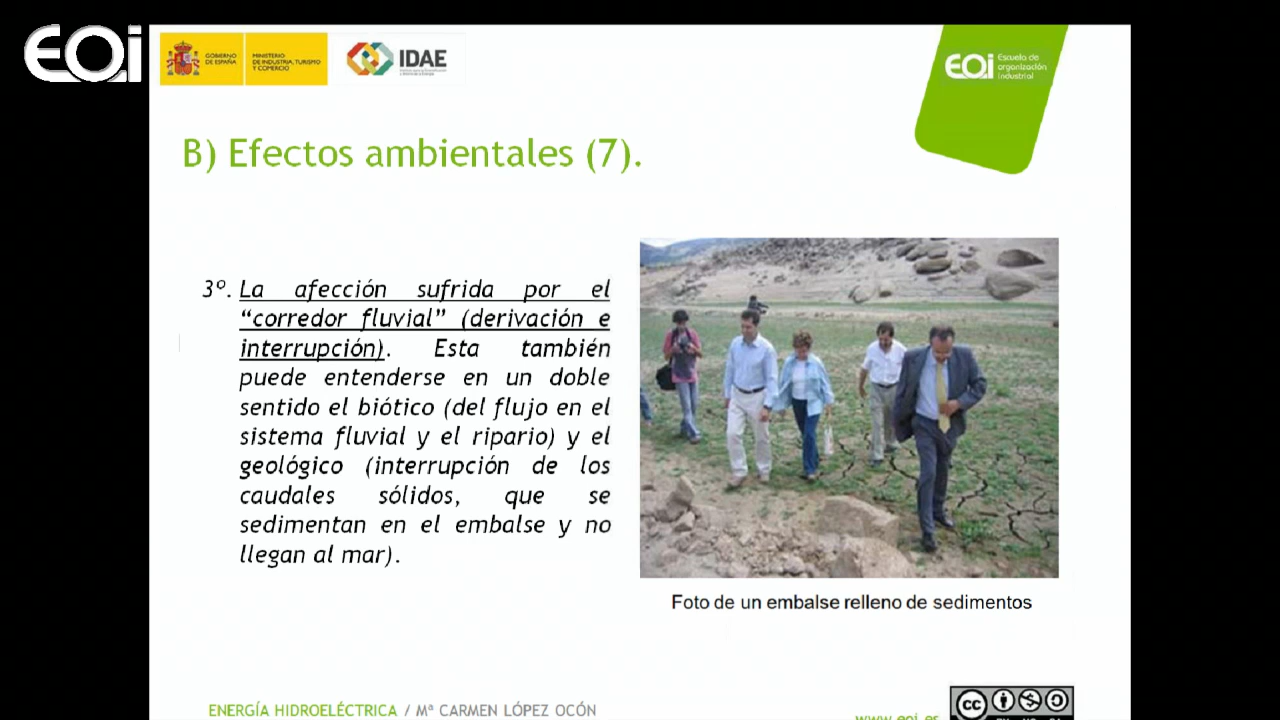 EOi
GOBIERNO
DE ESPAÑA
MINISTERIO
DE INDUSTRIA, TURISMO
Y COMERCIO
IDAE
EOi
Escuela de
organización
industrial
B) Efectos ambientales (7).
3º. La afección sufrida por el
“corredor fluvial” (derivación e
interrupción). Esta también
puede entenderse en un doble
sentido el biótico (del flujo en el
sistema fluvial y el ripario) y el
geológico (interrupción de los
caudales sólidos, que se
sedimentan en el embalse y no
llegan al mar).
Foto de un embalse relleno de sedimentos
ENERGÍA HIDROELÉCTRICA / Mª CARMEN LÓPEZ OCÓN
www.eoi.es
cc